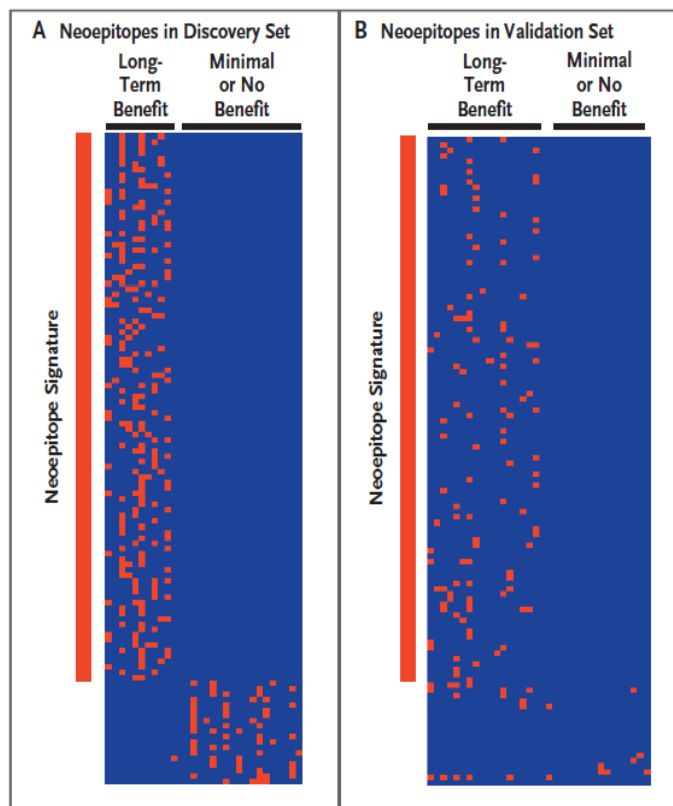 A Neoepitopes in Discovery Set
Long-
Term
Benefit
Minimal
or No
Benefit
Neoepitope Signature
B Neoepitopes in Validation Set
Long-
Term
Benefit
Minimal
or No
Benefit
Neoepitope Signature